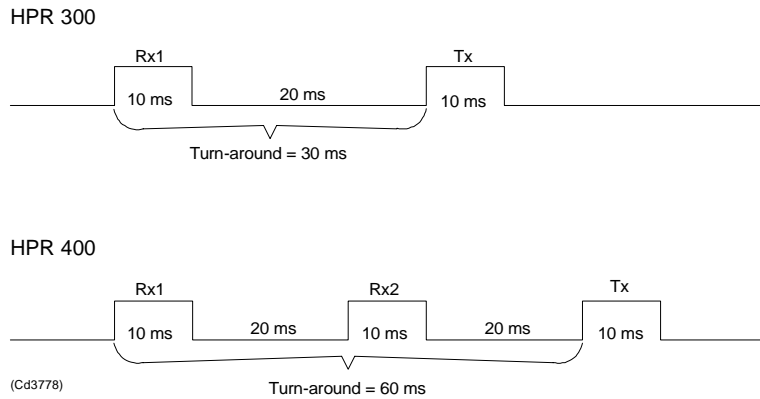 HPR 300
Rx1 Tx
10 ms 20 ms 10 ms
Turn-around = 30 ms
HPR 400
Rx1 Rx2 Tx
10 ms 20 ms 10 ms 20 ms 10 ms
(Cd3778) Turn-around = 60 ms